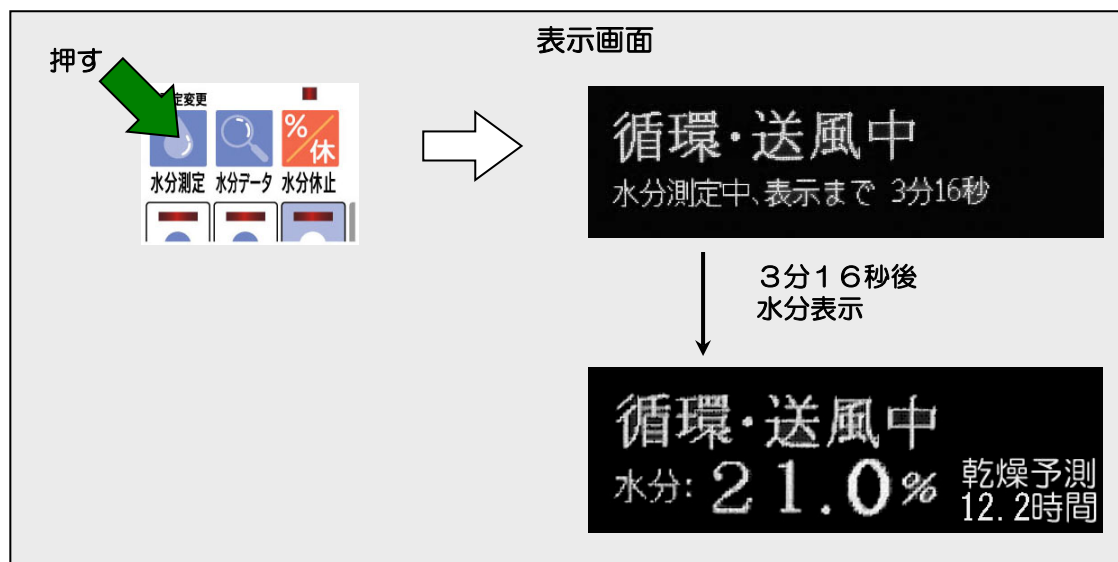 表示画面
押す
定変更
%/休
水分測定 水分データ 水分休止
循環・送風中
水分測定中、表示まで 3分16秒
3分16秒後
水分表示
循環・送風中
水分: 21.0% 乾燥予測
12.2時間